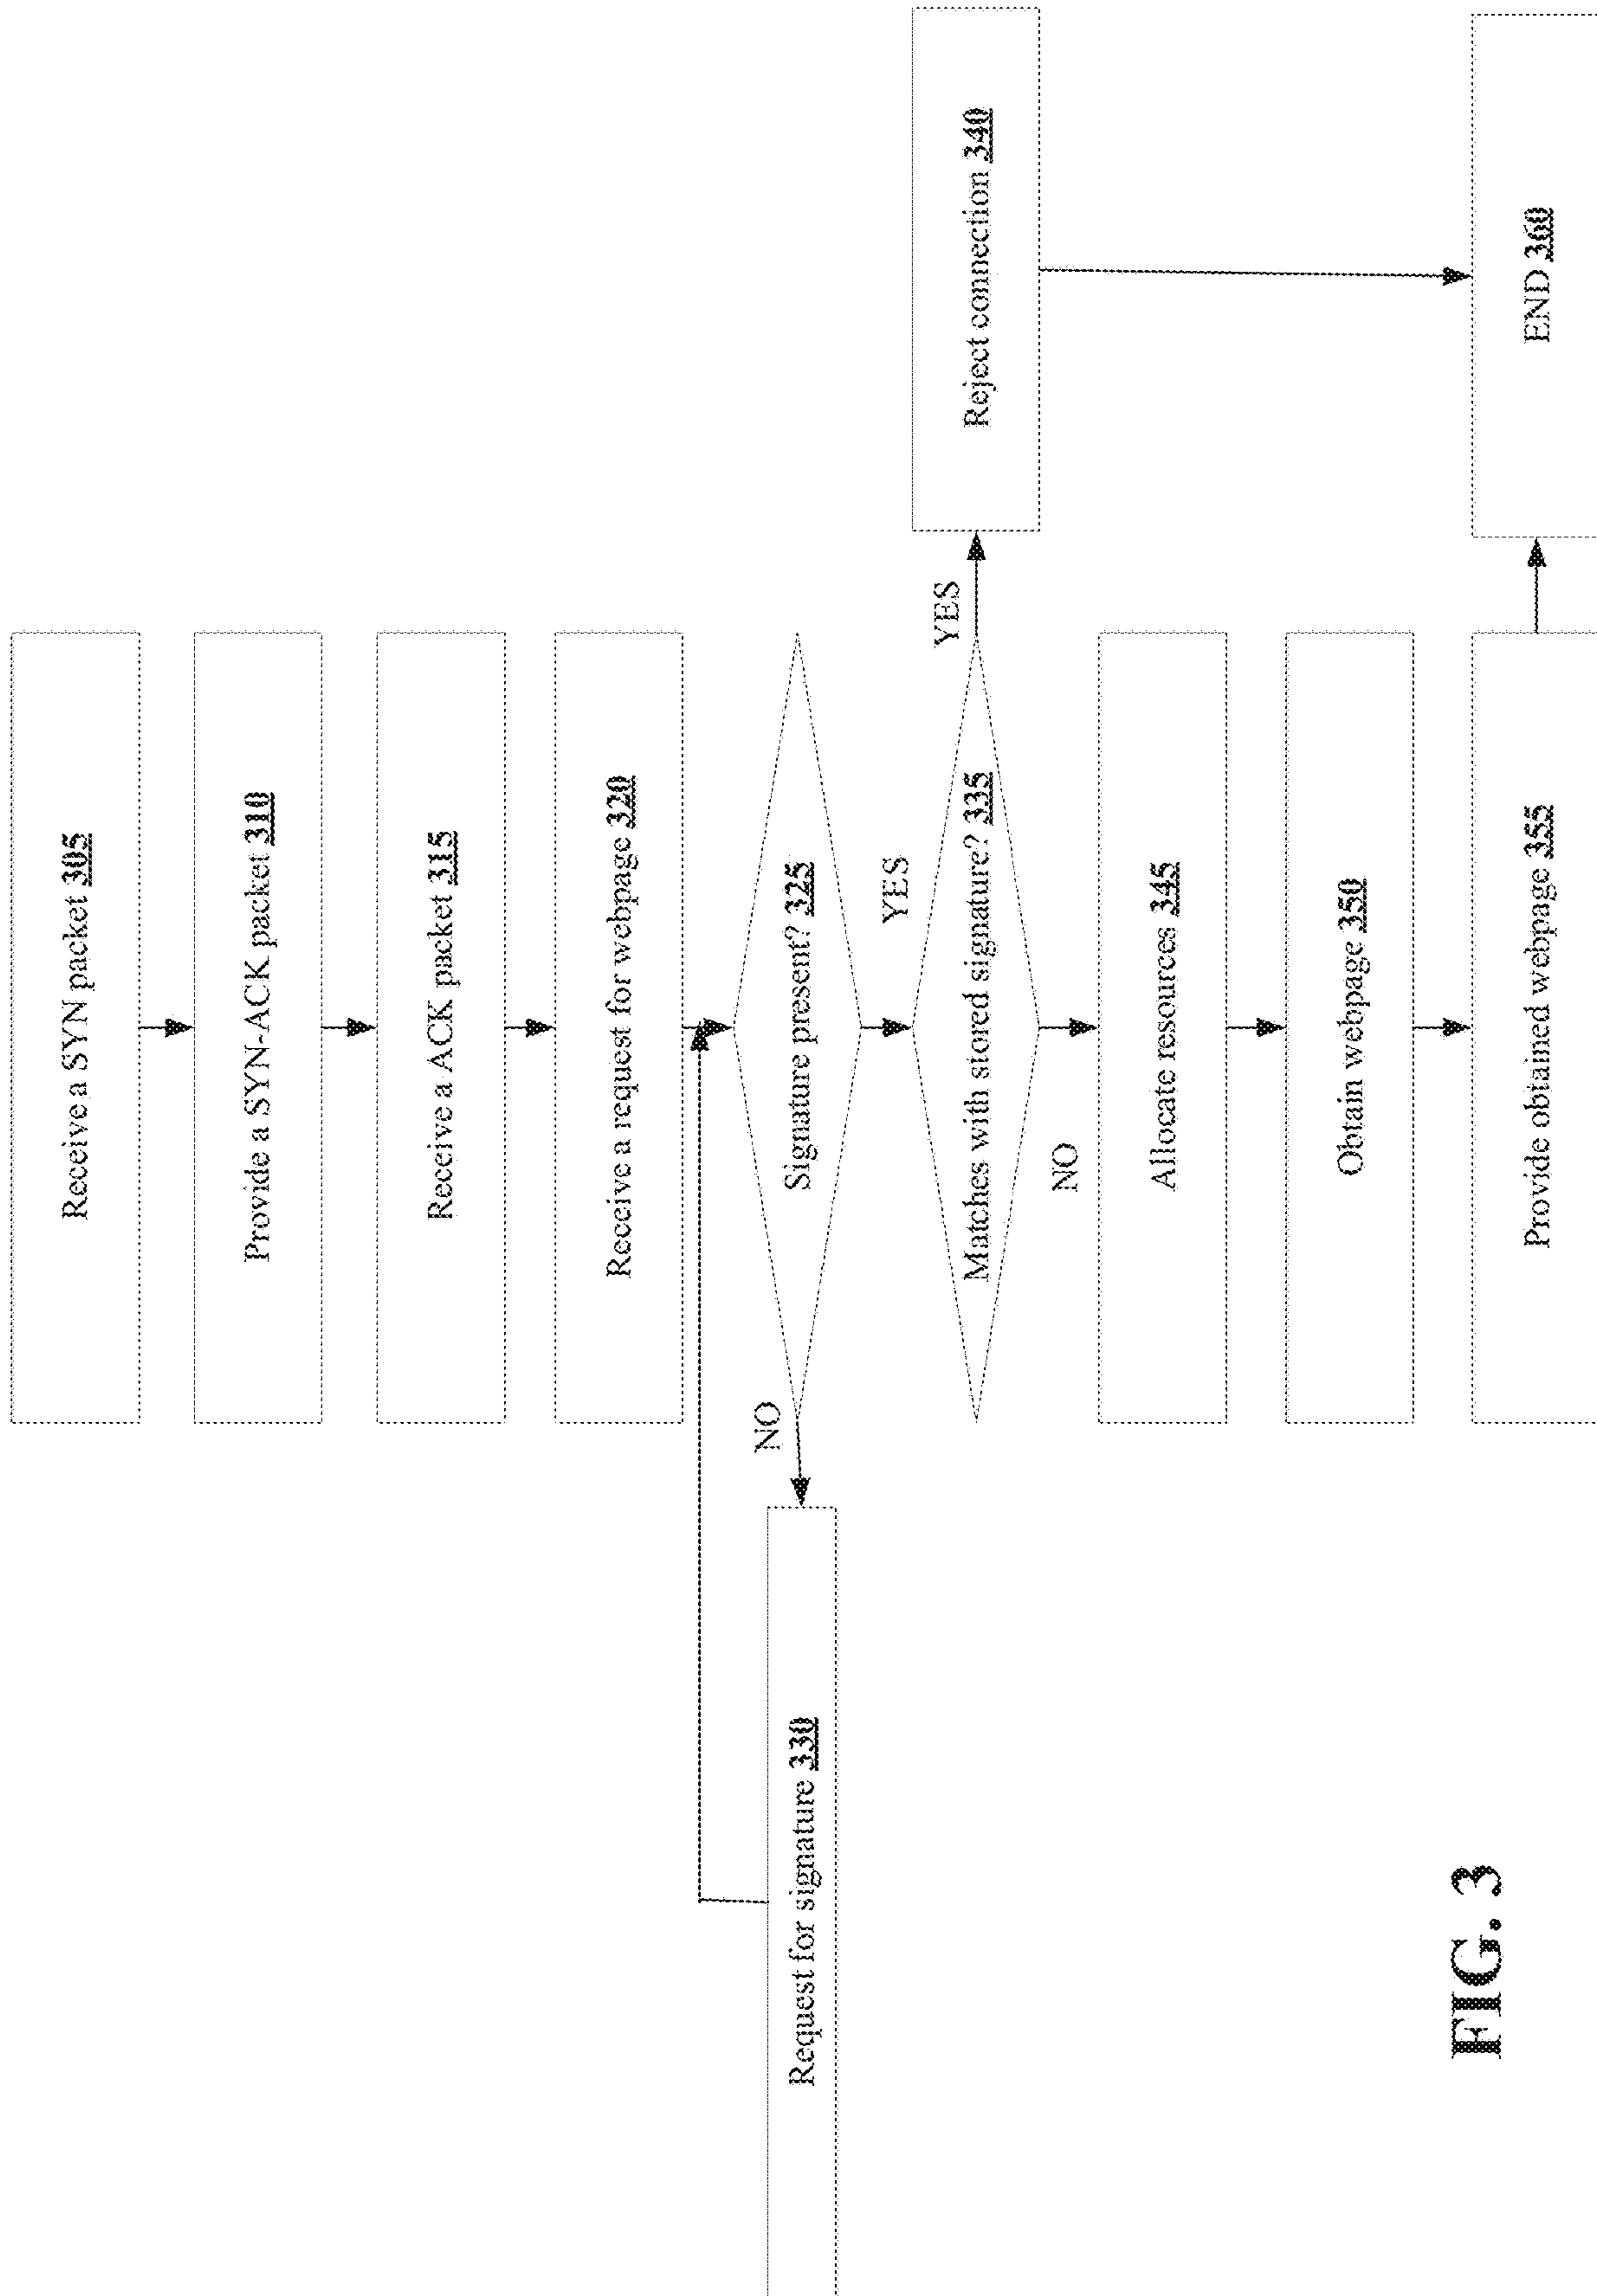 Receive a SYN packet 305
Provide a SYN-ACK packet 310
Receive a ACK packet 315
Receive a request for webpage 320
Signature present? 325
NO
Request for signature 330
YES
Matches with stored signature? 335
YES
Reject connection 340
NO
Allocate resources 345
Obtain webpage 350
Provide obtained webpage 355
END 360
FIG. 3